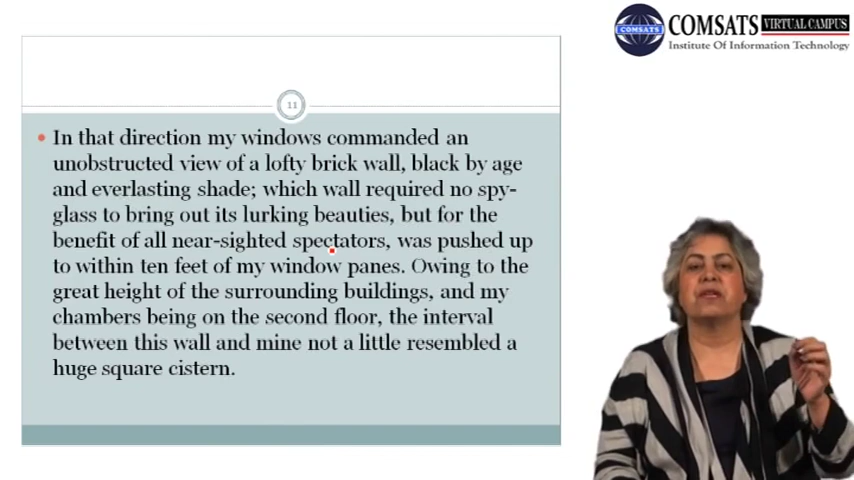 COMSATS VIRTUAL CAMPUS
COMSATS
Institute Of Information Technology
11
In that direction my windows commanded an
unobstructed view of a lofty brick wall, black by age
and everlasting shade; which wall required no spy-
glass to bring out its lurking beauties, but for the
benefit of all near-sighted spectators, was pushed up
to within ten feet of my window panes. Owing to the
great height of the surrounding buildings, and my
chambers being on the second floor, the interval
between this wall and mine not a little resembled a
huge square cistern.